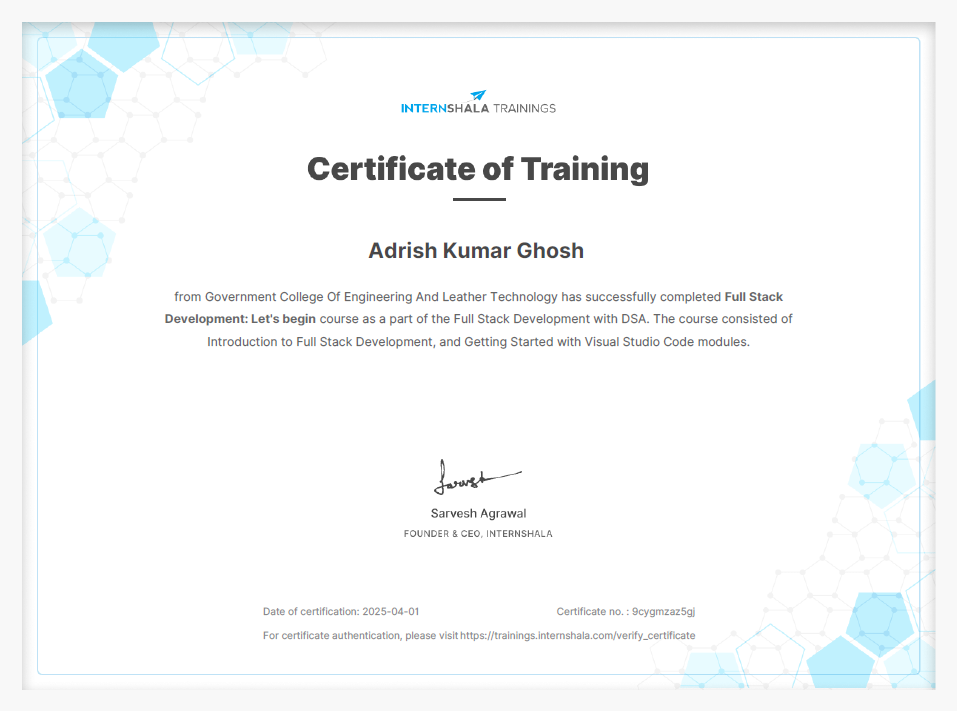 INTERNSHALA TRAININGS
Certificate of Training
Adrish Kumar Ghosh
from Government College Of Engineering And Leather Technology has successfully completed Full Stack
Development: Let's begin course as a part of the Full Stack Development with DSA. The course consisted of
Introduction to Full Stack Development, and Getting Started with Visual Studio Code modules.
Sarvesh
Sarvesh Agrawal
FOUNDER & CEO, INTERNSHALA
Date of certification: 2025-04-01 Certificate no. : 9cygmzaz5gj
For certificate authentication, please visit https://trainings.internshala.com/verify_certificate